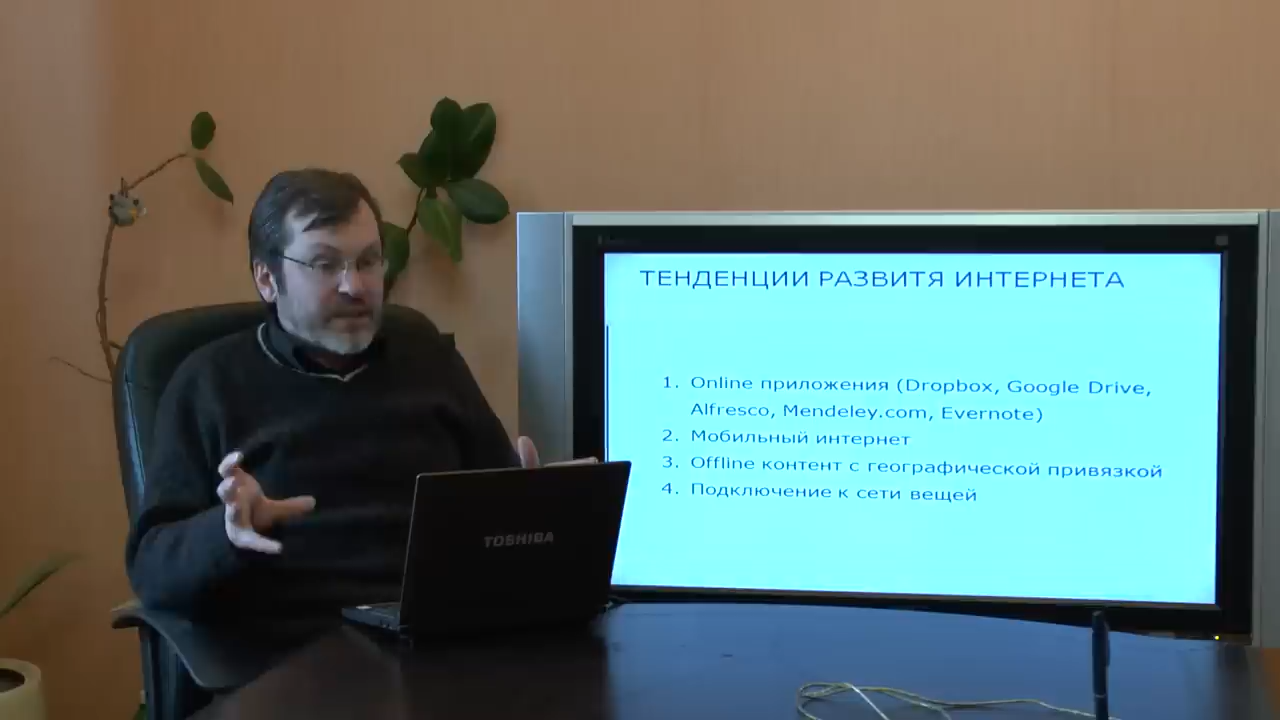 ТЕНДЕНЦИИ РАЗВИТЯ ИНТЕРНЕТА
1. Online приложения (Dropbox, Google Drive,
Alfresco, Mendeley.com, Evernote)
2. Мобильный интернет
3. Offline контент с географической привязкой
4. Подключение к сети вещей
TOSHIBA